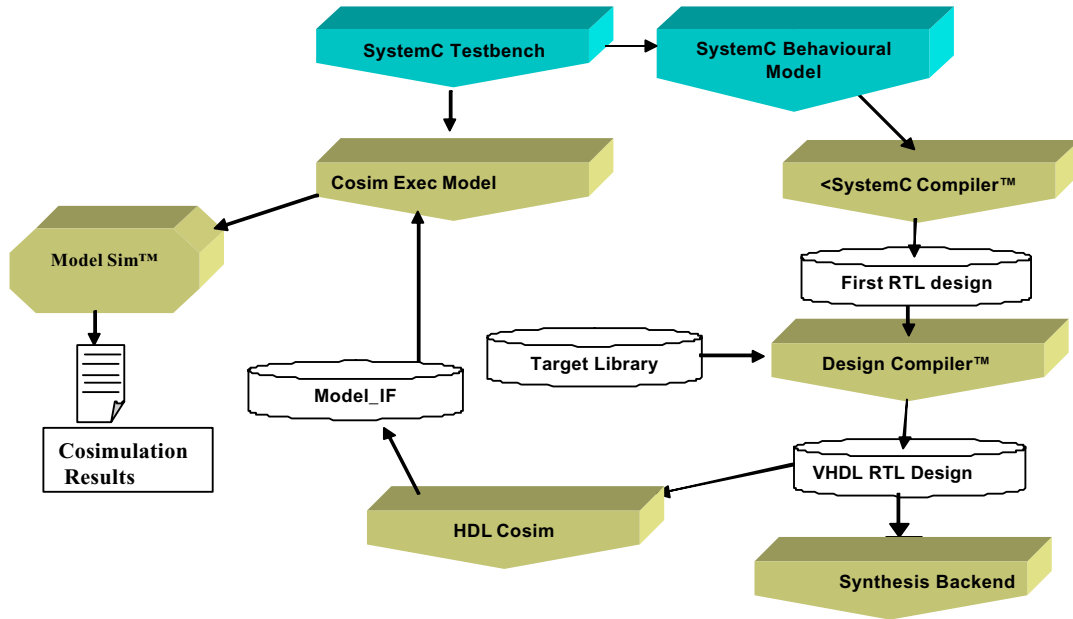 SystemC Testbench
SystemC Behavioural
Model
Cosim Exec Model
<SystemC Compiler™
Model Sim™
First RTL design
Target Library
Design Compiler™
Model_IF
Cosimulation
Results
VHDL RTL Design
HDL Cosim
Synthesis Backend